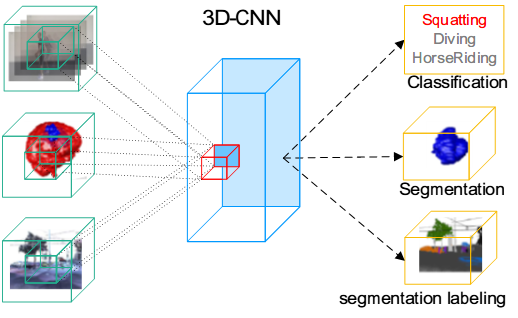 3D-CNN
Squatting
Diving
HorseRiding
Classification
Segmentation
segmentation labeling